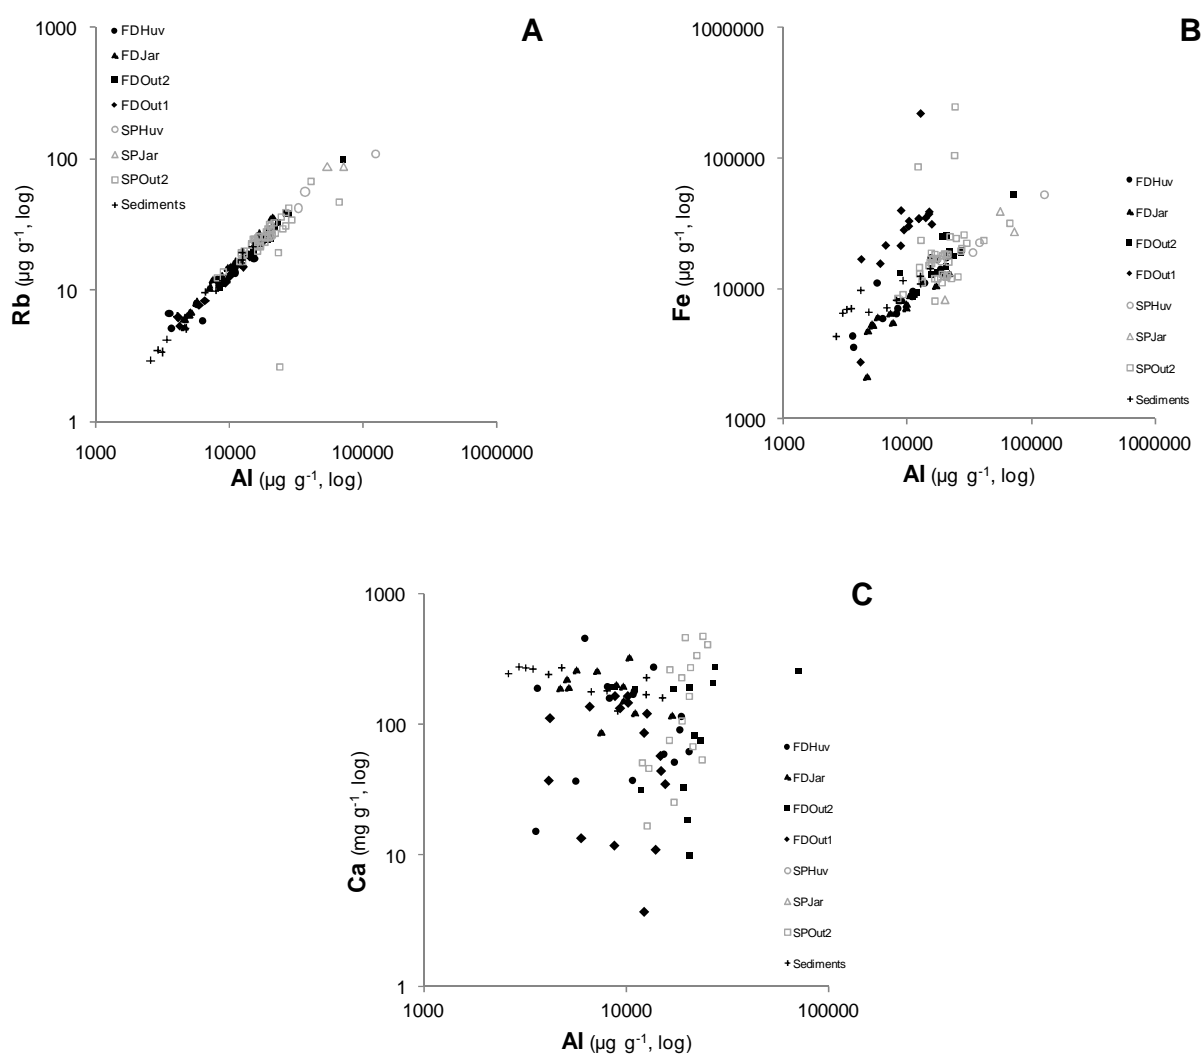 A
1000
100
10
1
Rb (µg g-1, log)
FDHuv
FDJar
FDOut2
FDOut1
SPHuv
SPJar
SPOut2
Sediments
1000
10000
100000
1000000
Al (µg g-1, log)
B
1000000
100000
10000
1000
Fe (µg g-1, log)
FDHuv
FDJar
FDOut2
FDOut1
SPHuv
SPJar
SPOut2
Sediments
1000
10000
100000
1000000
Al (µg g-1, log)
C
1000
100
10
1
Ca (mg g-1, log)
FDHuv
FDJar
FDOut2
FDOut1
SPHuv
SPJar
SPOut2
Sediments
1000
10000
100000
Al (µg g-1, log)